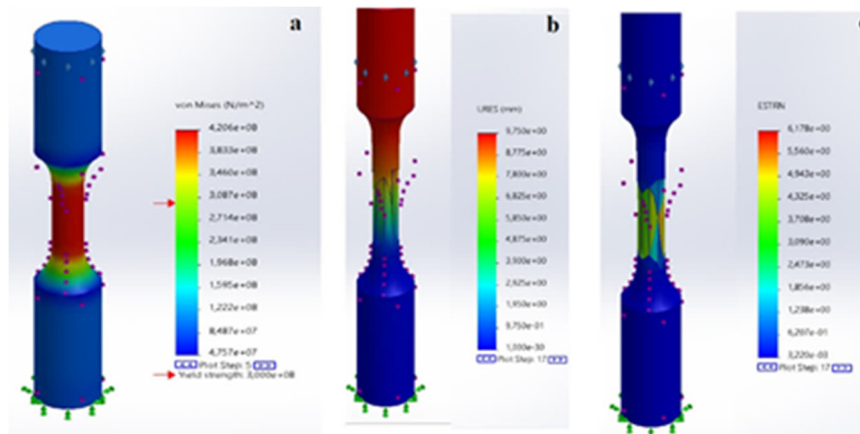 a
von Mises (N/m^2)
4,206e+08
3,833e+08
3,460e+08
3,087e+08
2,714e+08
2,341e+08
1,968e+08
1,595e+08
1,222e+08
8,487e+07
4,757e+07
Plot Step: 5
Yield strength: 3,000e+08
b
URES (mm)
9,750e+00
8,775e+00
7,800e+00
6,825e+00
5,850e+00
4,875e+00
3,900e+00
2,925e+00
1,950e+00
9,750e-01
1,000e-30
Plot Step: 17
ESTRN
6,178e+00
5,560e+00
4,943e+00
4,325e+00
3,708e+00
3,090e+00
2,473e+00
1,856e+00
1,238e+00
6,207e-01
3,220e-03
Plot Step: 17